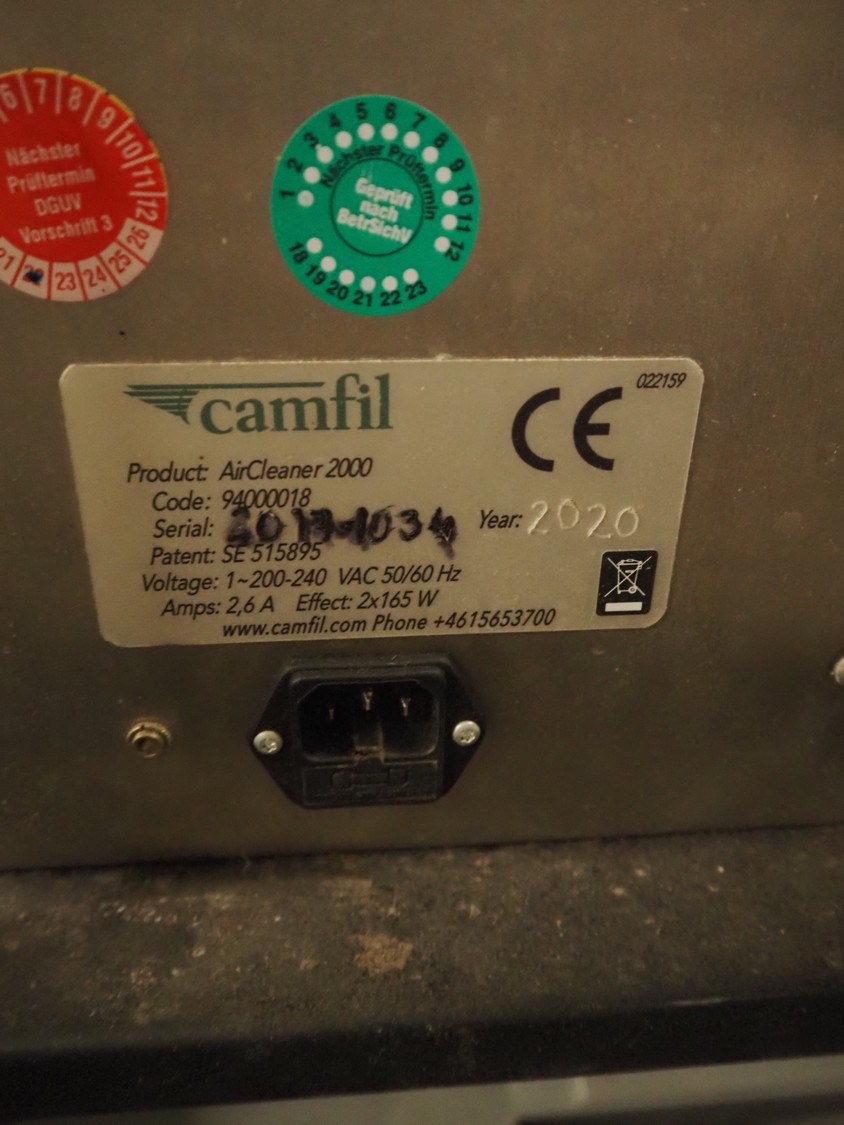 6 7 8 9 10 11 12
Nächster
Prüftermin
DGUV
Vorschrift 3
21 23 24 25 26
1 2 3 4 5 6 7 8 9 10 11 12
Nächster Prüftermin
Geprüft
nach
BetrSichV
18 19 20 21 22 23
camfil
CE
022159
Product: AirCleaner 2000
Code: 94000018
Serial:
Year: 2020
Patent: SE 515895
Voltage: 1~200-240 VAC 50/60 Hz
Amps: 2,6 A Effect: 2x165 W
www.camfil.com Phone +4615653700